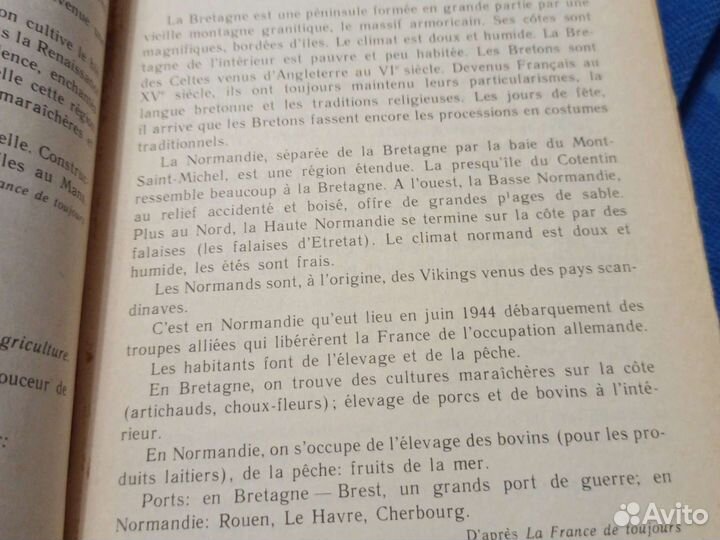 venue
on cultive le
s la Renaissan
lence, enchan
elle cette région
maraîchères e
elle. Construc-
les au Mans
France de toujours
griculture.
ouceur de
r:
La Bretagne est une péninsule formée en grande partie par une
vieille montagne granitique, le massif armoricain. Ses côtes sont
magnifiques, bordées d'îles. Le climat est doux et humide. La Bre-
tagne de l'intérieur est pauvre et peu habitée. Les Bretons sont
des Celtes venus d'Angleterre au VIe siècle. Devenus Français au
XVe siècle, ils ont toujours maintenu leurs particularismes, la
langue bretonne et les traditions religieuses. Les jours de fête,
il arrive que les Bretons fassent encore les processions en costumes
traditionnels.
La Normandie, séparée de la Bretagne par la baie du Mont-
Saint-Michel, est une région étendue. La presqu'île du Cotentin
ressemble beaucoup à la Bretagne. A l'ouest, la Basse Normandie,
au relief accidenté et boisé, offre de grandes plages de sable.
Plus au Nord, la Haute Normandie se termine sur la côte par des
falaises (les falaises d'Etretat). Le climat normand est doux et
humide, les étés sont frais.
Les Normands sont, à l'origine, des Vikings venus des pays scan-
dinaves.
C'est en Normandie qu'eut lieu en juin 1944 débarquement des
troupes alliées qui libérèrent la France de l'occupation allemande.
Les habitants font de l'élevage et de la pêche.
En Bretagne, on trouve des cultures maraîchères sur la côte
(artichauds, choux-fleurs); élevage de porcs et de bovins à l'inté-
rieur.
En Normandie, on s'occupe de l'élevage des bovins (pour les pro-
duits laitiers), de la pêche: fruits de la mer.
Ports: en Bretagne — Brest, un grands port de guerre; en
Normandie: Rouen, Le Havre, Cherbourg.
D'après La France de toujours
Avito